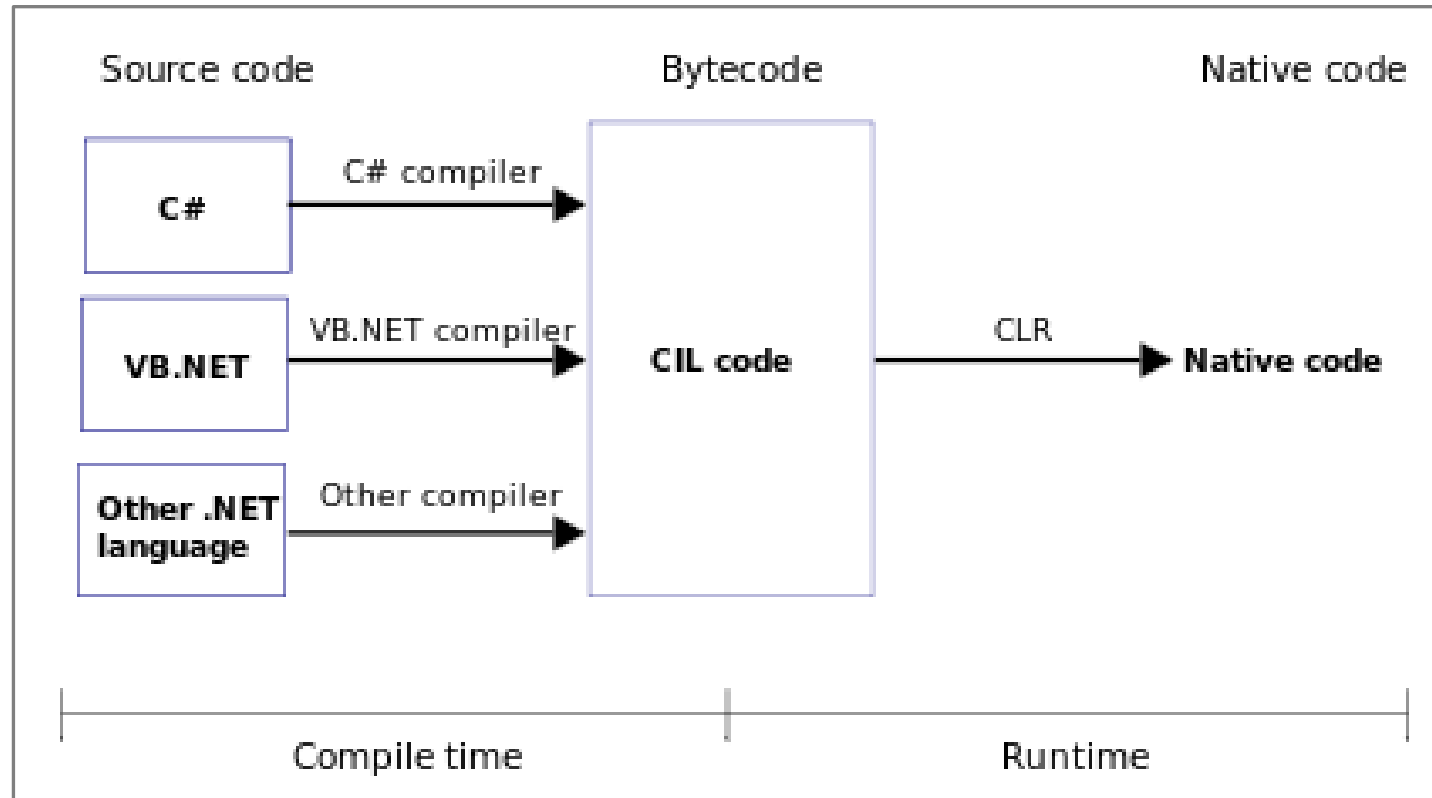 Source code
Bytecode
Native code
C# compiler
C#
VB.NET compiler
VB.NET
CIL code
CLR
Native code
Other compiler
Other .NET
language
Compile time
Runtime